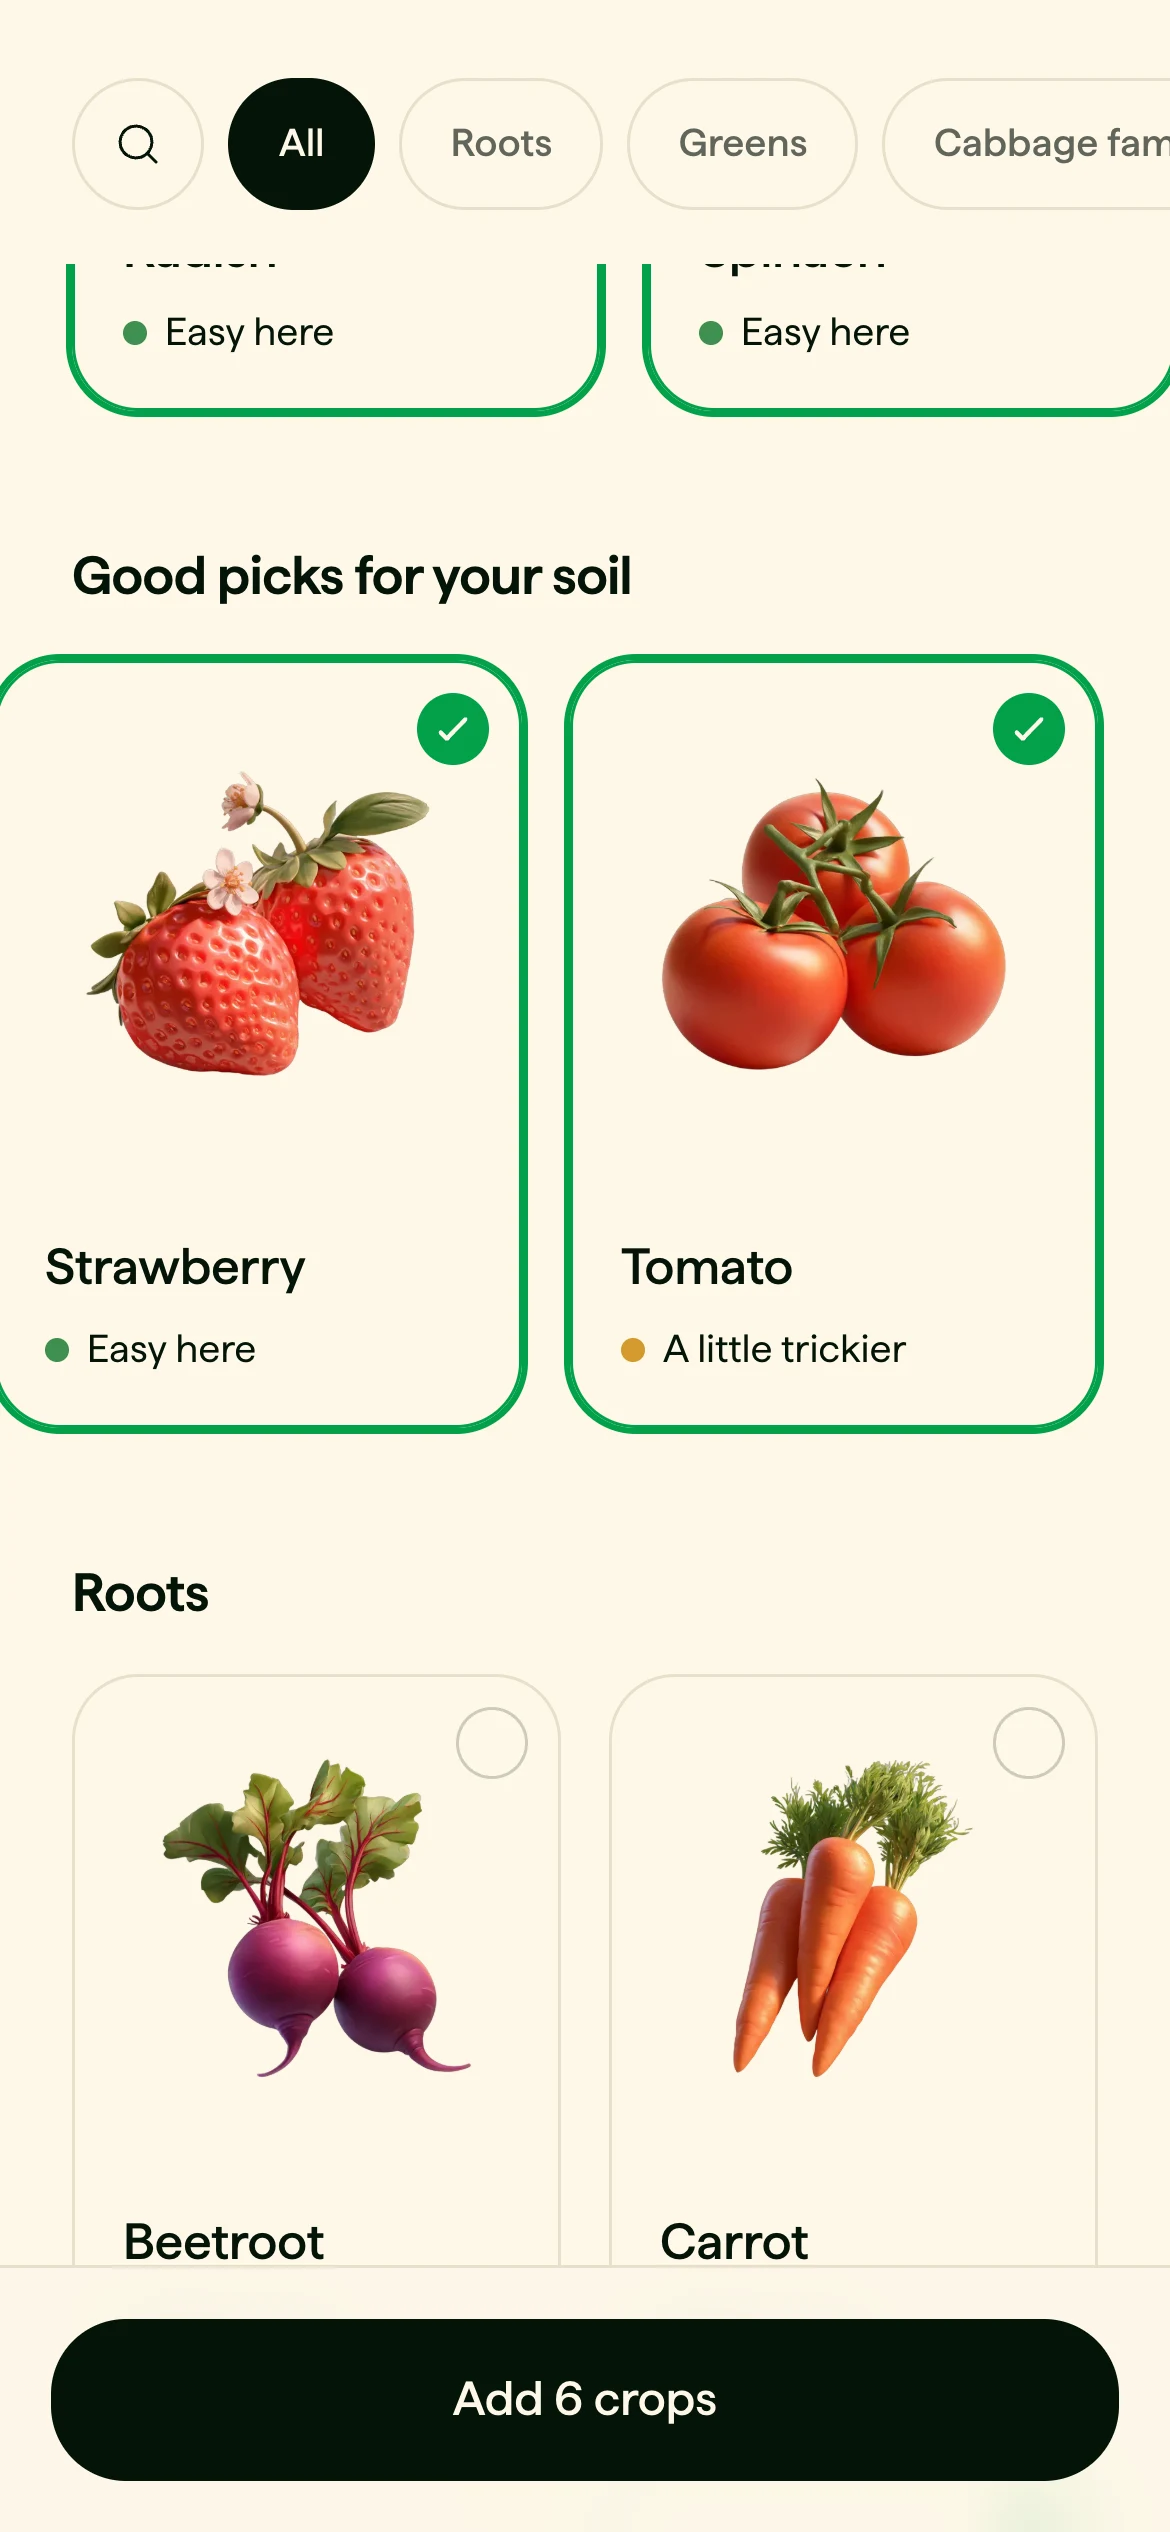 All
Roots
Greens
Cabbage fam
Easy here
Easy here
Good picks for your soil
Strawberry
Easy here
Tomato
A little trickier
Roots
Beetroot
Carrot
Add 6 crops